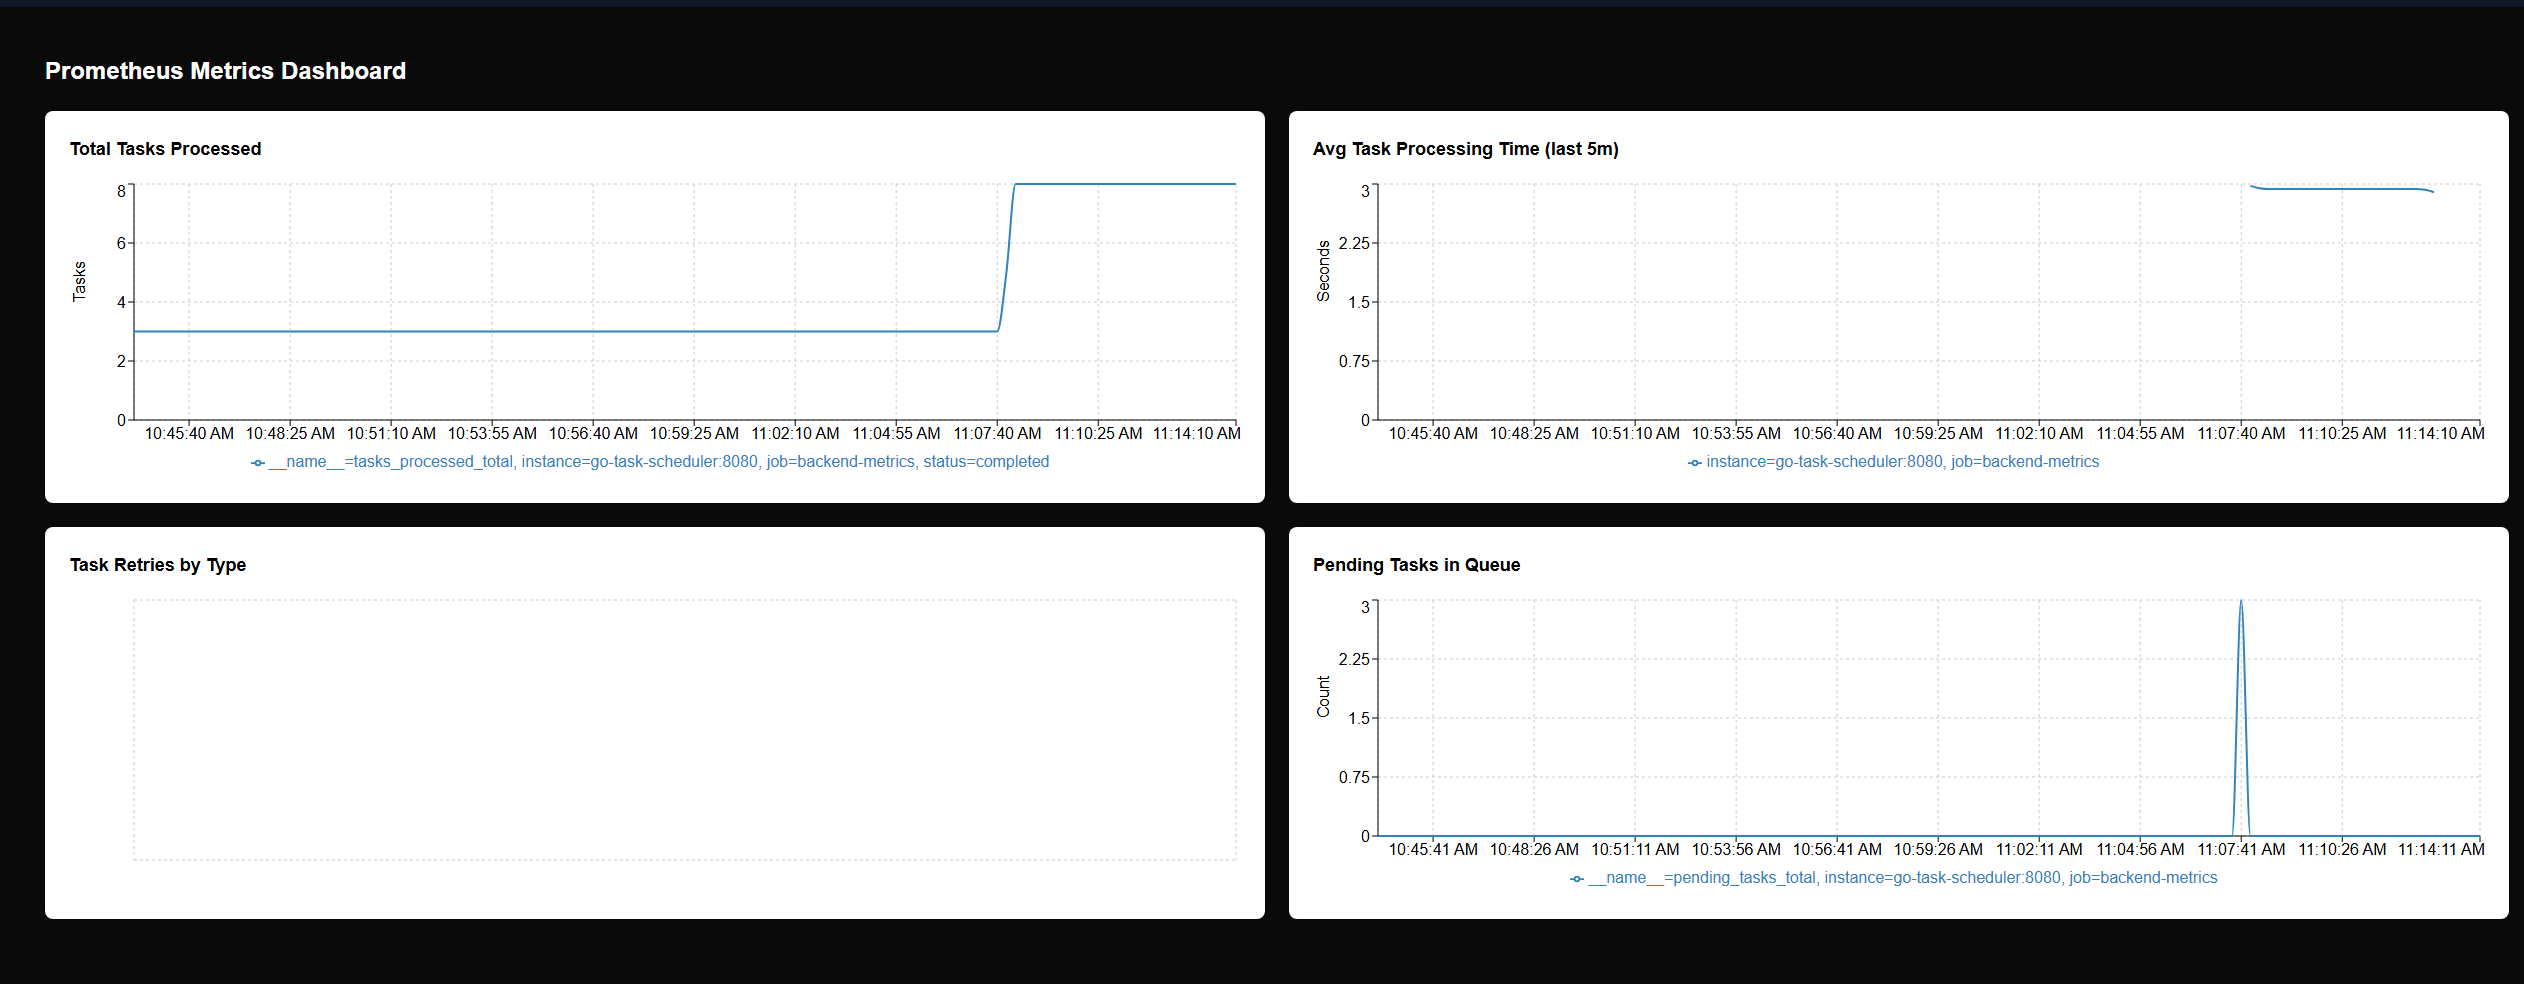 Prometheus Metrics Dashboard
Total Tasks Processed
8
6
4
2
0
Tasks
10:45:40 AM 10:48:25 AM 10:51:10 AM 10:53:55 AM 10:56:40 AM 10:59:25 AM 11:02:10 AM 11:04:55 AM 11:07:40 AM 11:10:25 AM 11:14:10 AM
__name__=tasks_processed_total, instance=go-task-scheduler:8080, job=backend-metrics, status=completed
Avg Task Processing Time (last 5m)
3
2.25
1.5
0.75
0
Seconds
10:45:40 AM 10:48:25 AM 10:51:10 AM 10:53:55 AM 10:56:40 AM 10:59:25 AM 11:02:10 AM 11:04:55 AM 11:07:40 AM 11:10:25 AM 11:14:10 AM
instance=go-task-scheduler:8080, job=backend-metrics
Task Retries by Type
Pending Tasks in Queue
3
2.25
1.5
0.75
0
Count
10:45:41 AM 10:48:26 AM 10:51:11 AM 10:53:56 AM 10:56:41 AM 10:59:26 AM 11:02:11 AM 11:04:56 AM 11:07:41 AM 11:10:26 AM 11:14:11 AM
__name__=pending_tasks_total, instance=go-task-scheduler:8080, job=backend-metrics